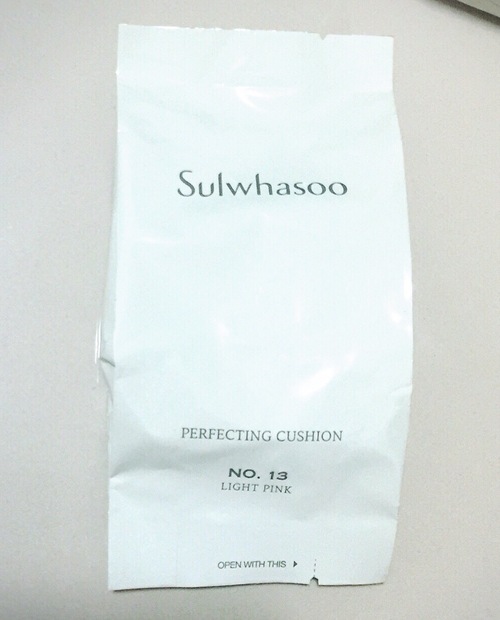 Sulwhasoo
PERFECTING CUSHION
NO. 13
LIGHT PINK
OPEN WITH THIS ▶